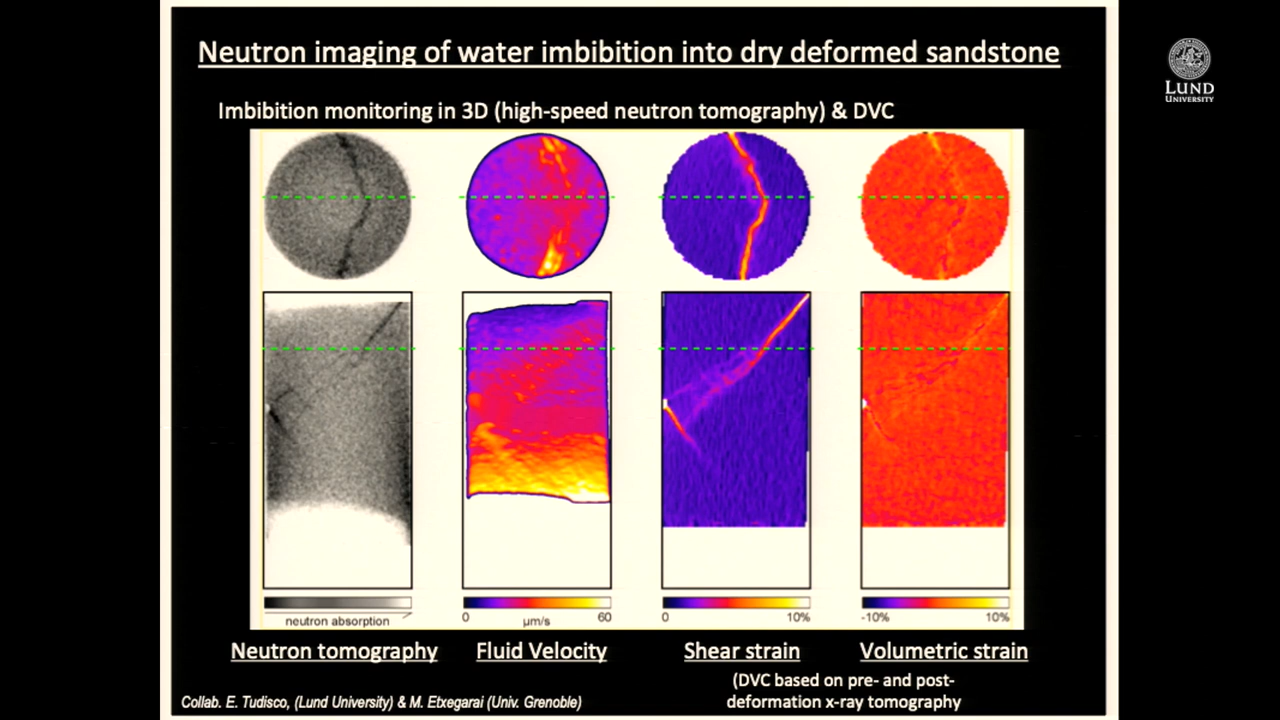 Neutron imaging of water imbibition into dry deformed sandstone
LUND
UNIVERSITY
Imbibition monitoring in 3D (high-speed neutron tomography) & DVC
neutron absorption
0 µm/s 60
0 10%
-10% 10%
Neutron tomography
Fluid Velocity
Shear strain
Volumetric strain
(DVC based on pre- and post-
deformation x-ray tomography
Collab. E. Tudisco, (Lund University) & M. Etxegarai (Univ. Grenoble)